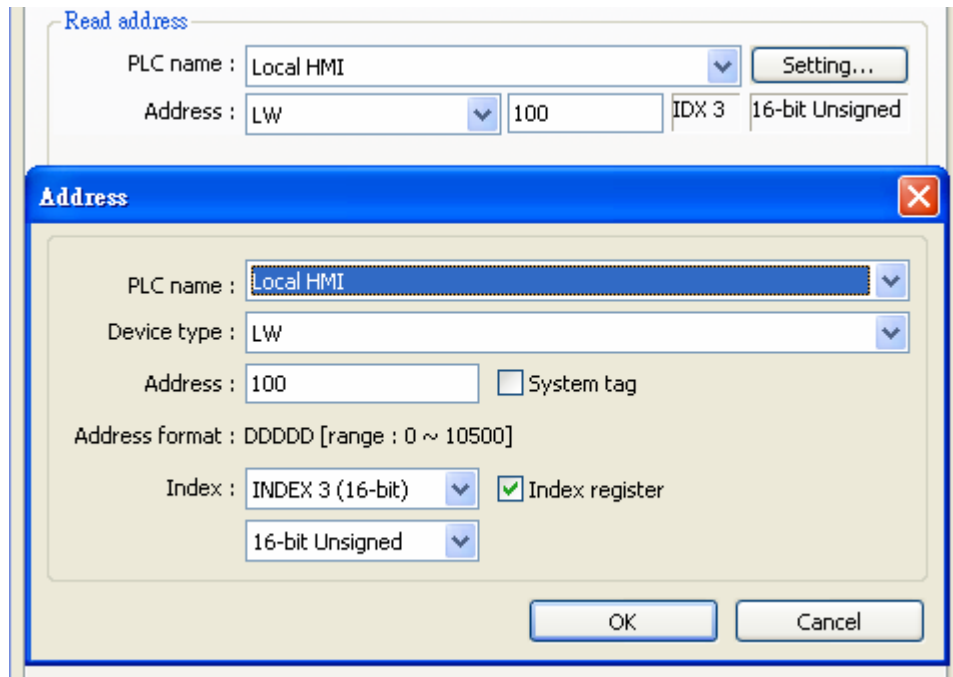 Read address
PLC name : Local HMI Setting...
Address : LW 100 IDX 3 16-bit Unsigned
Address
PLC name : Local HMI
Device type : LW
Address : 100 System tag
Address format : DDDDD [range : 0 ~ 10500]
Index : INDEX 3 (16-bit) Index register
16-bit Unsigned
OK Cancel